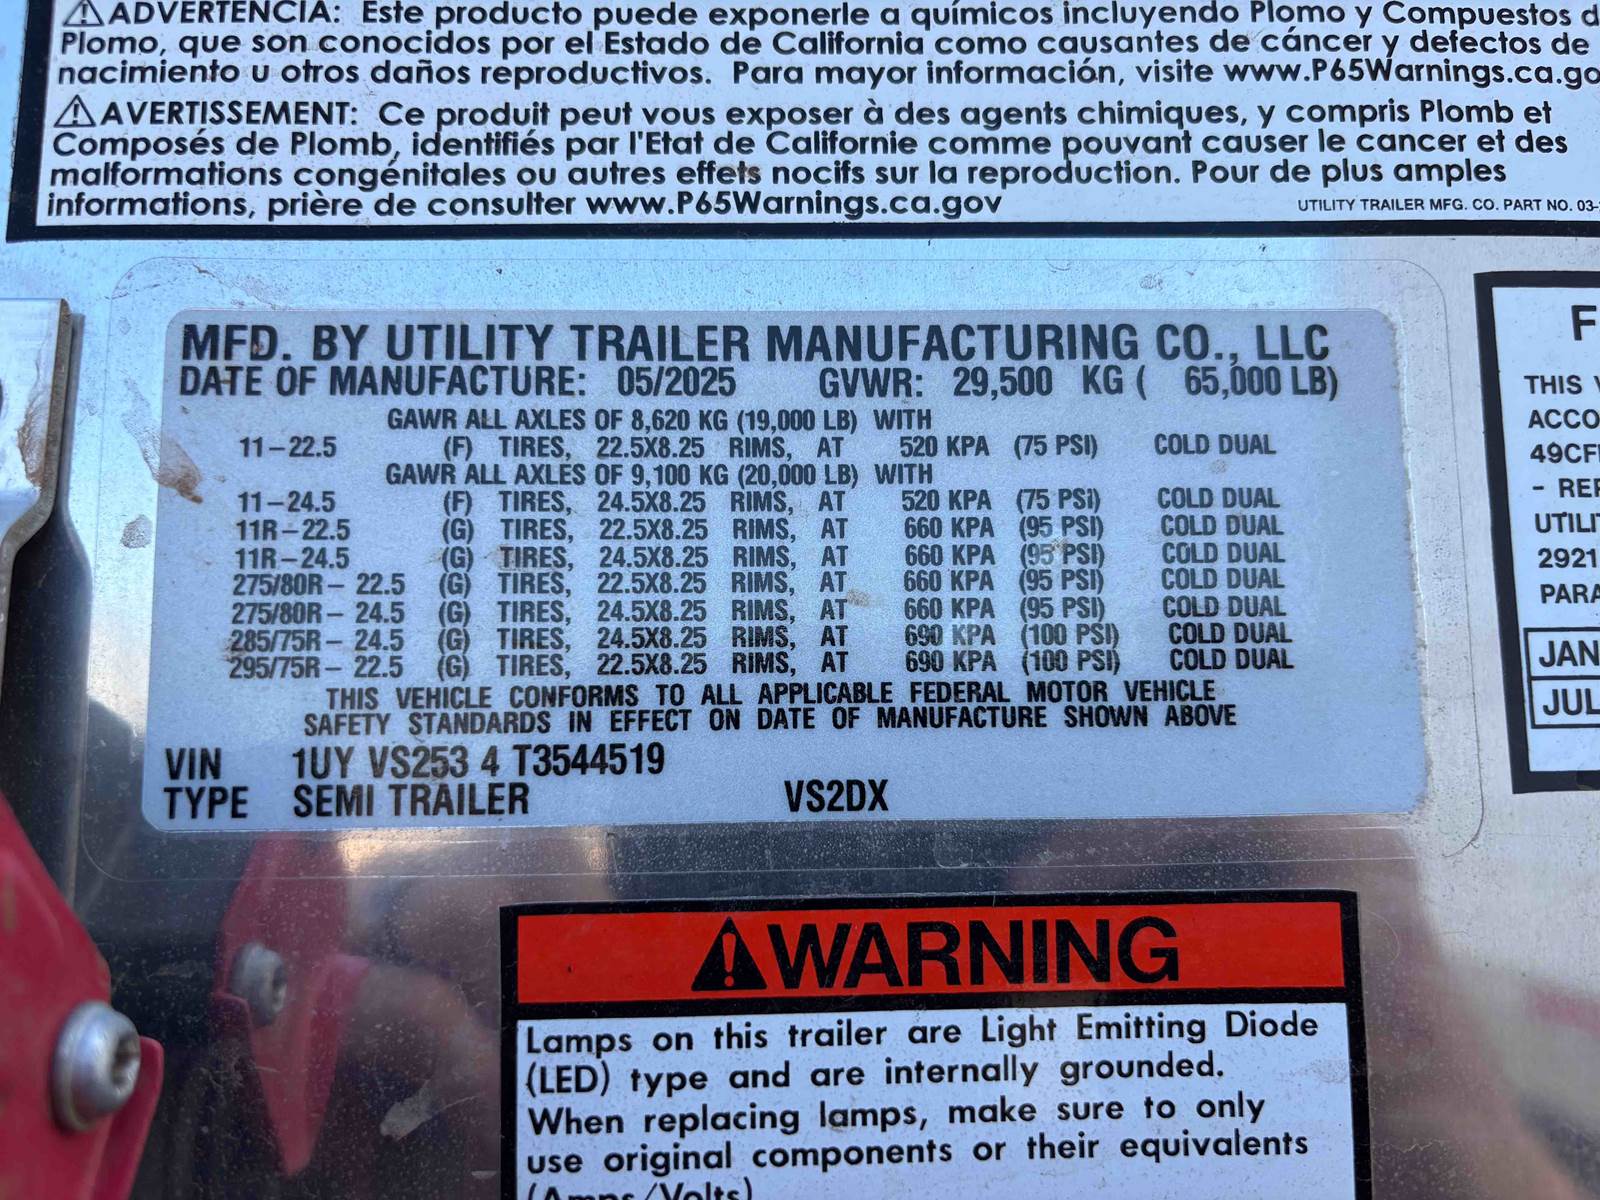 ⚠ADVERTENCIA: Este producto puede exponerle a químicos incluyendo Plomo y Compuestos d
Plomo, que son conocidos por el Estado de California como causantes de cáncer y defectos de
nacimiento u otros daños reproductivos. Para mayor información, visite www.P65Warnings.ca.go
⚠AVERTISSEMENT: Ce produit peut vous exposer à des agents chimiques, y compris Plomb et
Composés de Plomb, identifiés par l'Etat de Californie comme pouvant causer le cancer et des
malformations congénitales ou autres effets nocifs sur la reproduction. Pour de plus amples
informations, prière de consulter www.P65Warnings.ca.gov
UTILITY TRAILER MFG. CO. PART NO. 03-
MFD. BY UTILITY TRAILER MANUFACTURING CO., LLC
DATE OF MANUFACTURE: 05/2025 GVWR: 29,500 KG ( 65,000 LB)
GAWR ALL AXLES OF 8,620 KG (19,000 LB) WITH
11-22.5 (F) TIRES, 22.5X8.25 RIMS, AT 520 KPA (75 PSI) COLD DUAL
GAWR ALL AXLES OF 9,100 KG (20,000 LB) WITH
11-24.5 (F) TIRES, 24.5X8.25 RIMS, AT 520 KPA (75 PSI) COLD DUAL
11R-22.5 (G) TIRES, 22.5X8.25 RIMS, AT 660 KPA (95 PSI) COLD DUAL
11R-24.5 (G) TIRES, 24.5X8.25 RIMS, AT 660 KPA (95 PSI) COLD DUAL
275/80R- 22.5 (G) TIRES, 22.5X8.25 RIMS, AT 660 KPA (95 PSI) COLD DUAL
275/80R- 24.5 (G) TIRES, 24.5X8.25 RIMS, AT 660 KPA (95 PSI) COLD DUAL
285/75R- 24.5 (G) TIRES, 24.5X8.25 RIMS, AT 690 KPA (100 PSI) COLD DUAL
295/75R- 22.5 (G) TIRES, 22.5X8.25 RIMS, AT 690 KPA (100 PSI) COLD DUAL
THIS VEHICLE CONFORMS TO ALL APPLICABLE FEDERAL MOTOR VEHICLE
SAFETY STANDARDS IN EFFECT ON DATE OF MANUFACTURE SHOWN ABOVE
VIN 1UY VS253 4 T3544519
TYPE SEMI TRAILER VS2DX
F
THIS V
ACCO
49CF
- REP
UTILI
2921
PARA
JAN
JUL
⚠WARNING
Lamps on this trailer are Light Emitting Diode
(LED) type and are internally grounded.
When replacing lamps, make sure to only
use original components or their equivalents
(Amps/Volts)